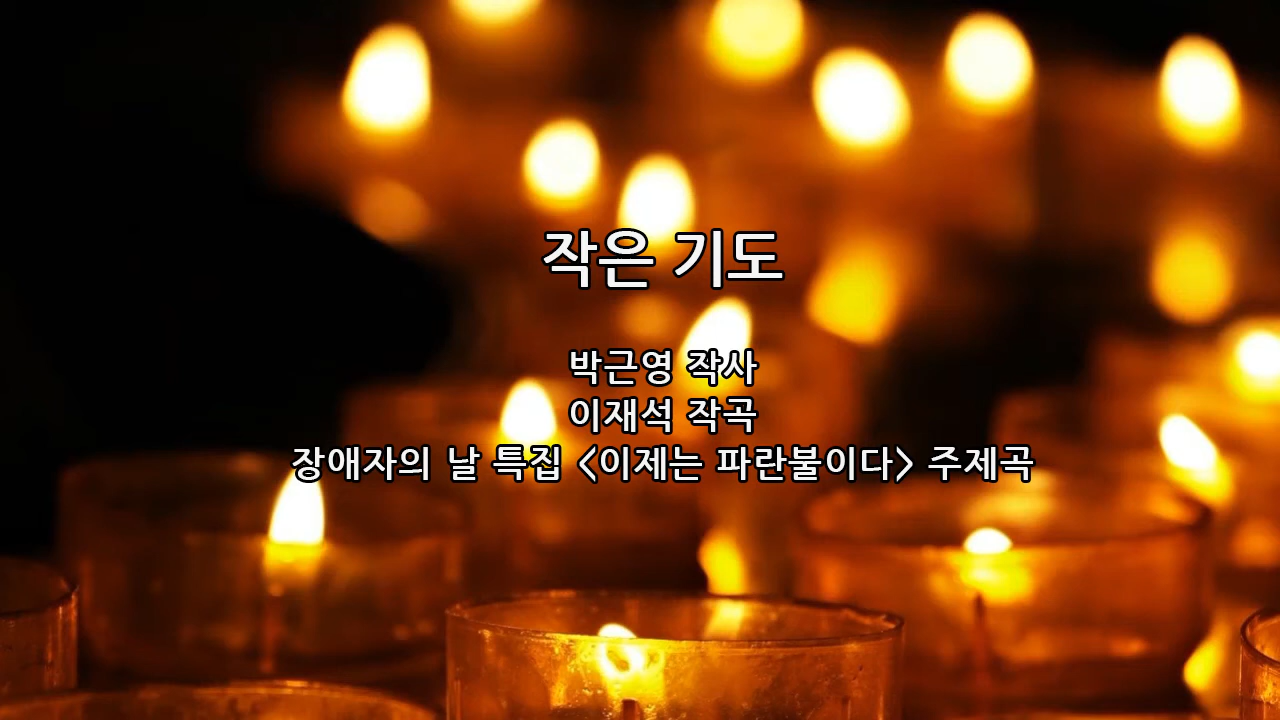 작은 기도
박근영 작사
이재석 작곡
장애자의 날 특집 <이제는 파란불이다> 주제곡